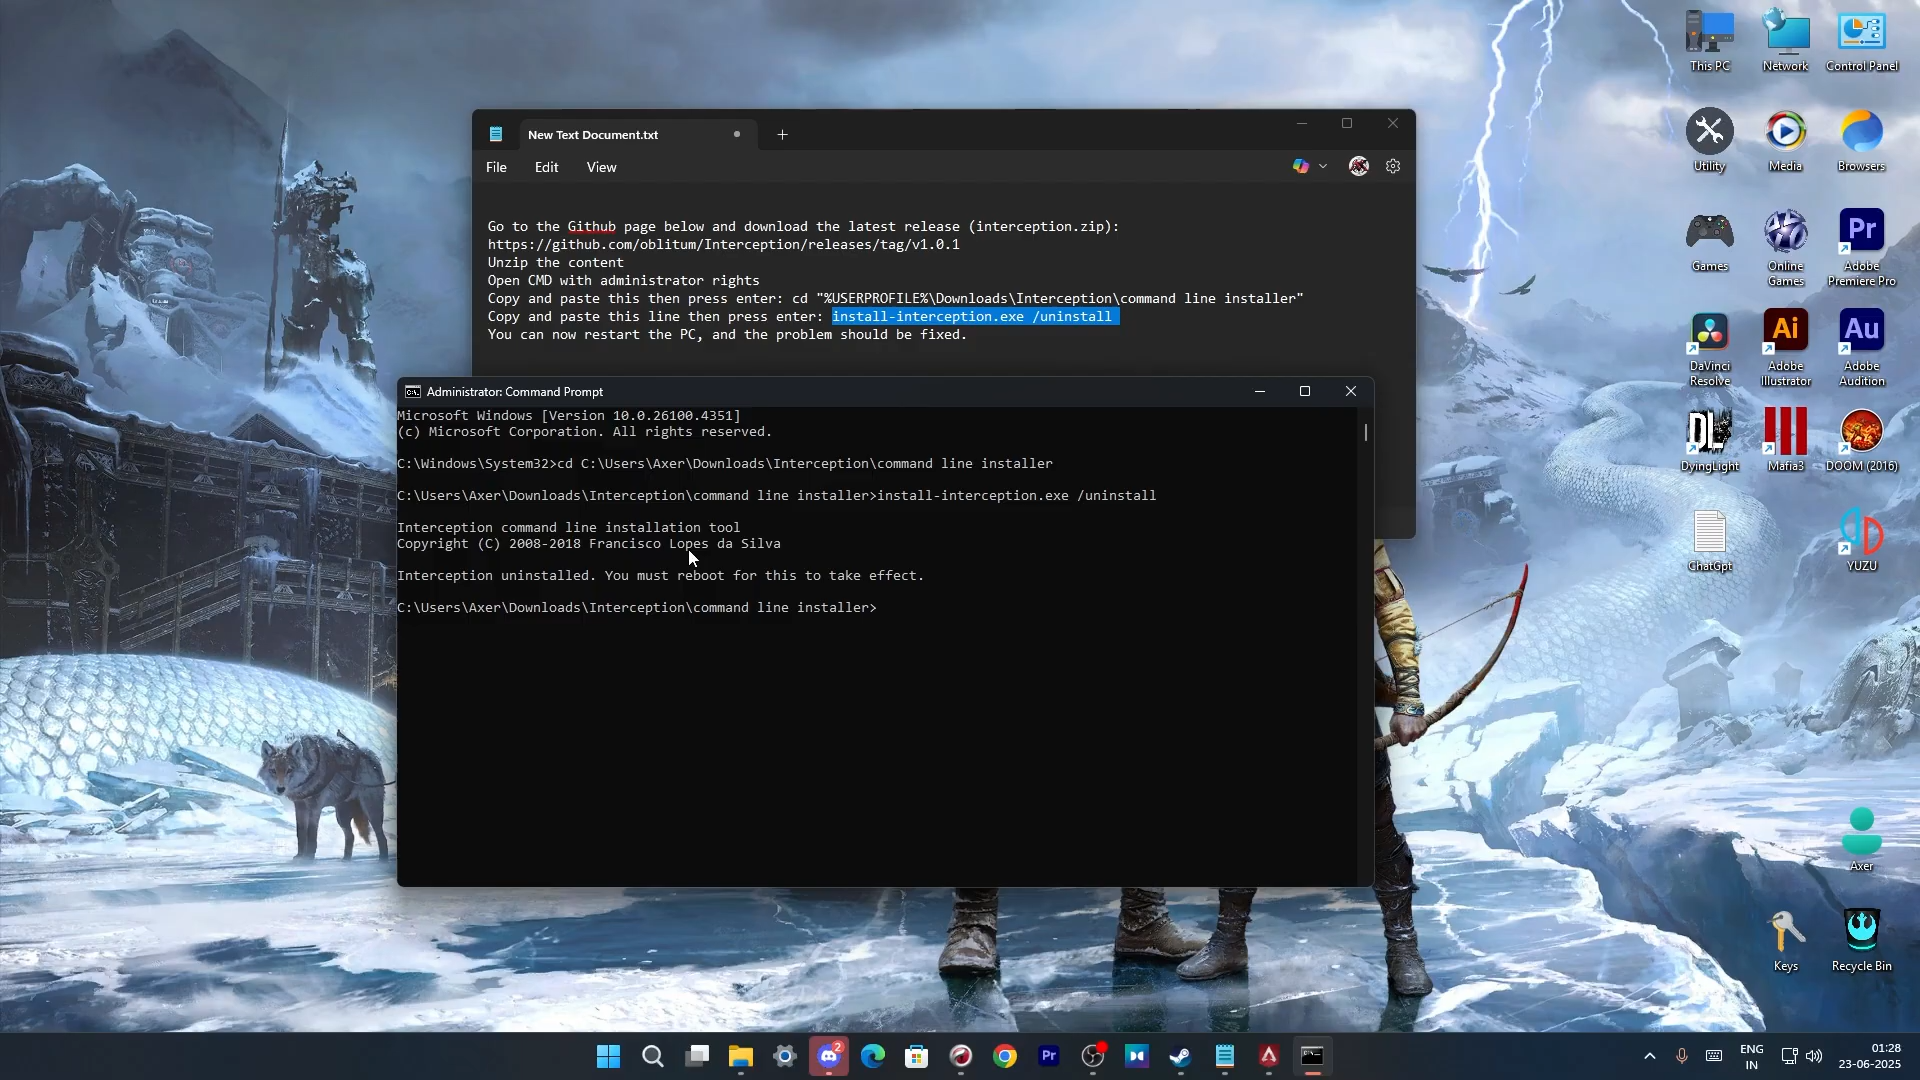 This PC
Network
Control Panel
New Text Document.txt
File
Edit
View
Utility
Media
Browsers
Go to the Github page below and download the latest release (interception.zip):
https://github.com/oblitum/Interception/releases/tag/v1.0.1
Unzip the content
Open CMD with administrator rights
Copy and paste this then press enter: cd "%USERPROFILE%\Downloads\Interception\command line installer"
Copy and paste this line then press enter: install-interception.exe /uninstall
You can now restart the PC, and the problem should be fixed.
Games
Online
Games
Pr
Adobe
Premiere Pro
DaVinci
Resolve
Ai
Adobe
Illustrator
Au
Adobe
Audition
Administrator: Command Prompt
Microsoft Windows [Version 10.0.26100.4351]
(c) Microsoft Corporation. All rights reserved.
C:\Windows\System32>cd C:\Users\Axer\Downloads\Interception\command line installer
C:\Users\Axer\Downloads\Interception\command line installer>install-interception.exe /uninstall
Interception command line installation tool
Copyright (C) 2008-2018 Francisco Lopes da Silva
Interception uninstalled. You must reboot for this to take effect.
C:\Users\Axer\Downloads\Interception\command line installer>
DL
DyingLight
Mafia3
DOOM (2016)
ChatGpt
YUZU
Axer
Keys
Recycle Bin
2
Pr
ENG
IN
01:28
23-06-2025